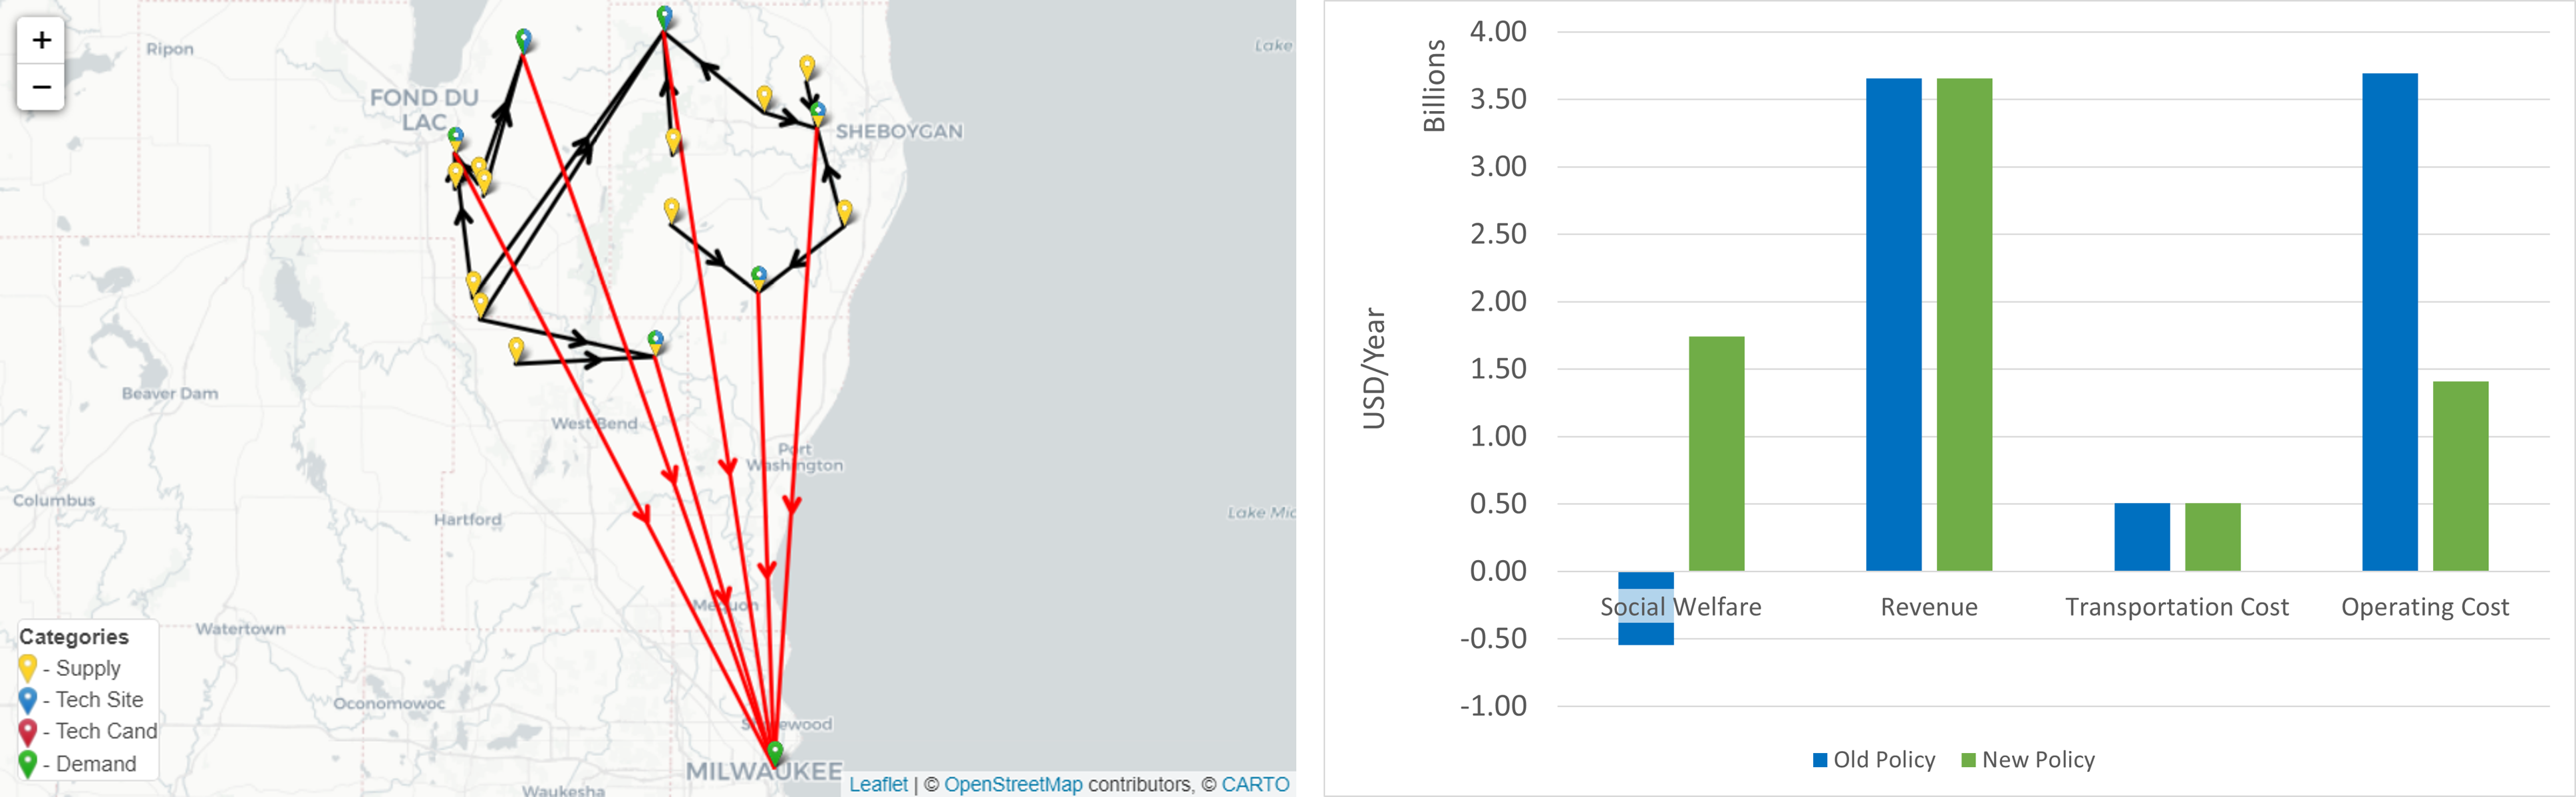 +
−
Ripon
FOND DU
LAC
SHEBOYGAN
Lake
Beaver Dam
West Bend
Port
Washington
Columbus
Hartford
Lake Mic
Mequon
Watertown
Categories
- Supply
- Tech Site
- Tech Cand
- Demand
Oconomowoc
MILWAUKEE
Waukesha
Leaflet | © OpenStreetMap contributors, © CARTO
Billions
USD/Year
4.00
3.50
3.00
2.50
2.00
1.50
1.00
0.50
0.00
-0.50
-1.00
Social Welfare
Revenue
Transportation Cost
Operating Cost
Old Policy
New Policy